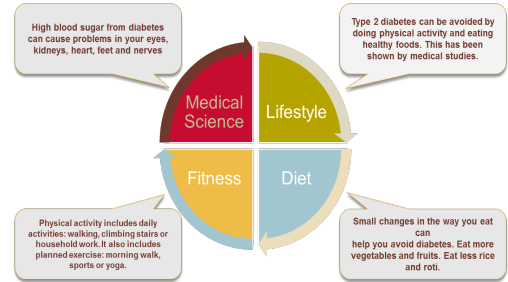 High blood sugar from diabetes
can cause problems in your eyes,
kidneys, heart, feet and nerves
Type 2 diabetes can be avoided by
doing physical activity and eating
healthy foods. This has been
shown by medical studies.
Medical
Science
Lifestyle
Fitness
Diet
Physical activity includes daily
activities: walking, climbing stairs or
household work. It also includes
planned exercise: morning walk,
sports or yoga.
Small changes in the way you eat
can
help you avoid diabetes. Eat more
vegetables and fruits. Eat less rice
and roti.